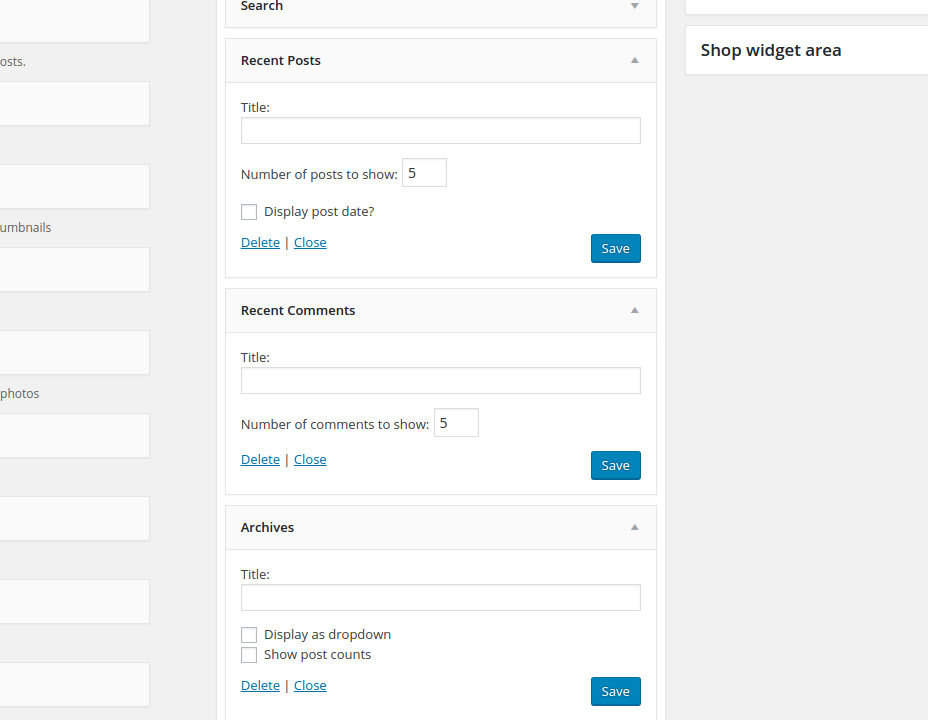 osts.
umbnails
photos
Search
Recent Posts
Title:
Number of posts to show: 5
Display post date?
Delete | Close
Save
Recent Comments
Title:
Number of comments to show: 5
Delete | Close
Save
Archives
Title:
Display as dropdown
Show post counts
Delete | Close
Save
Shop widget area